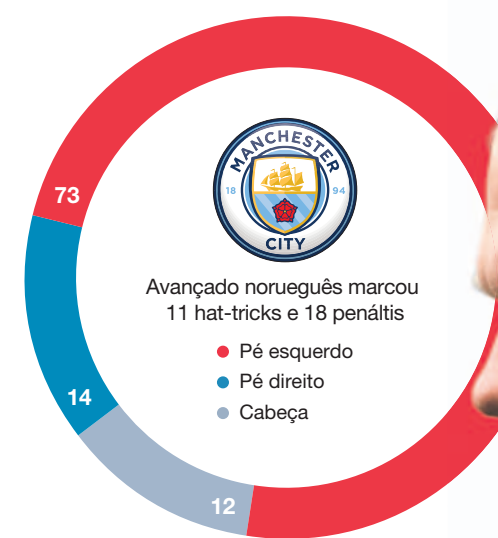 MANCHESTER
18 94
CITY
73
Avançado norueguês marcou
11 hat-tricks e 18 penáltis
Pé esquerdo
Pé direito
Cabeça
14
12